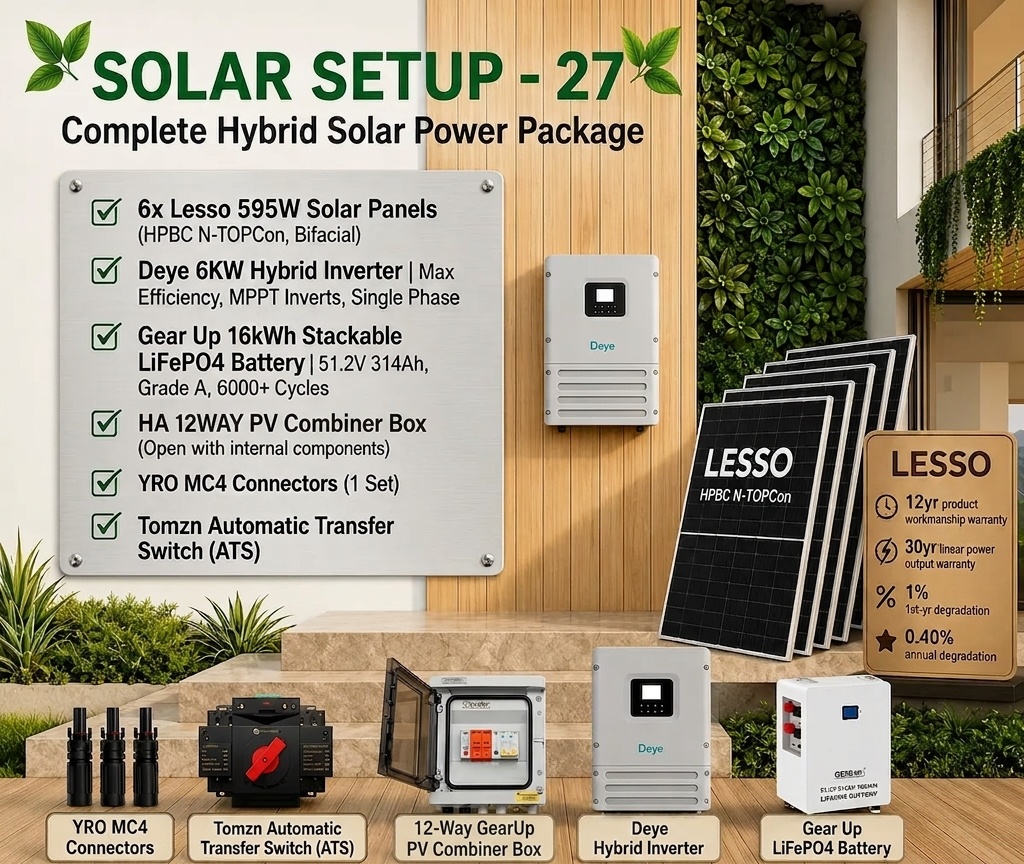 SOLAR SETUP - 27
Complete Hybrid Solar Power Package
6x Lesso 595W Solar Panels
(HPBC N-TOPCon, Bifacial)
Deye 6KW Hybrid Inverter | Max
Efficiency, MPPT Inverts, Single Phase
Gear Up 16kWh Stackable
LiFePO4 Battery | 51.2V 314Ah,
Grade A, 6000+ Cycles
HA 12WAY PV Combiner Box
(Open with internal components)
YRO MC4 Connectors (1 Set)
Tomzn Automatic Transfer
Switch (ATS)
Deye
LESSO
HPBC N-TOPCon
LESSO
12yr product
workmanship warranty
30yr linear power
output warranty
1%
1st-yr degradation
0.40%
annual degradation
Deye
YRO MC4
Connectors
Tomzn Automatic
Transfer Switch (ATS)
12-Way GearUp
PV Combiner Box
Deye
Hybrid Inverter
Gear Up
LiFePO4 Battery